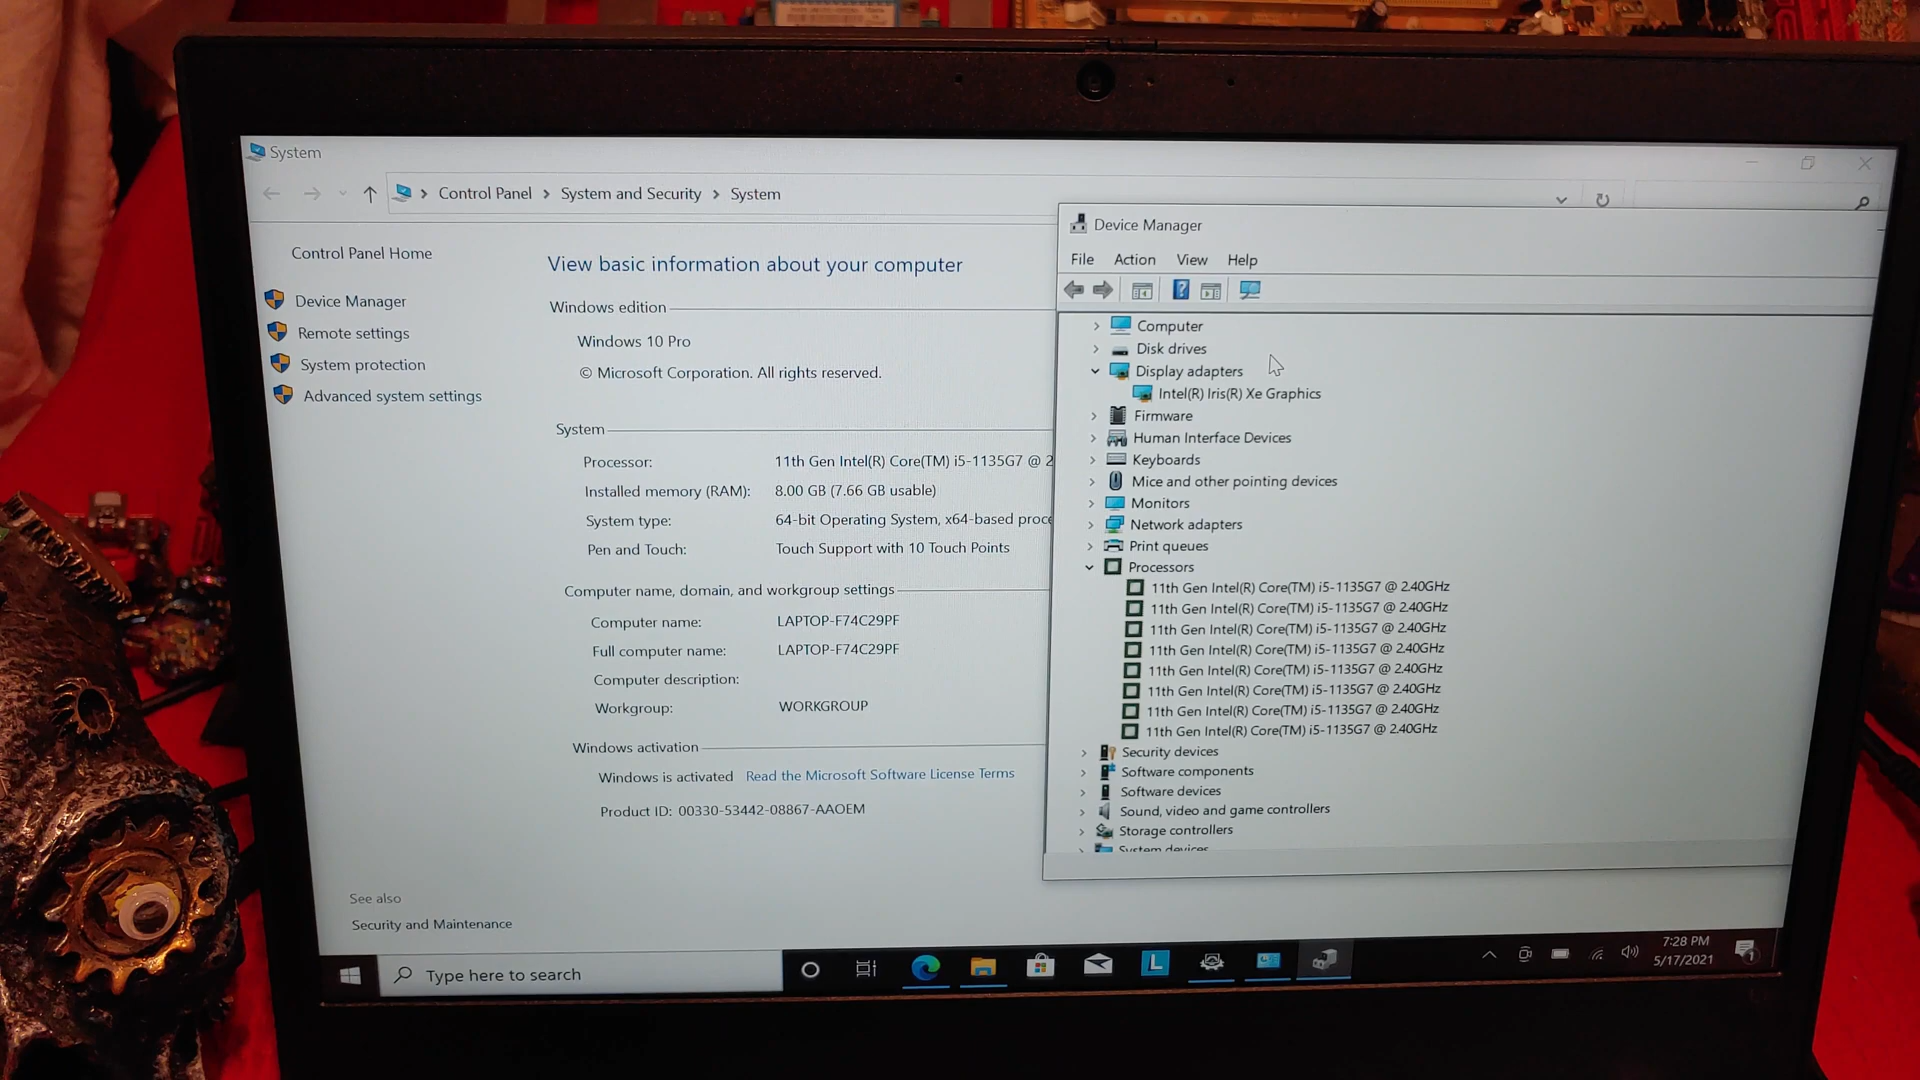 System
Control Panel > System and Security > System
Control Panel Home
Device Manager
Remote settings
System protection
Advanced system settings
See also
Security and Maintenance
View basic information about your computer
Windows edition
Windows 10 Pro
© Microsoft Corporation. All rights reserved.
System
Processor: 11th Gen Intel(R) Core(TM) i5-1135G7 @ 2
Installed memory (RAM): 8.00 GB (7.66 GB usable)
System type: 64-bit Operating System, x64-based proce
Pen and Touch: Touch Support with 10 Touch Points
Computer name, domain, and workgroup settings
Computer name: LAPTOP-F74C29PF
Full computer name: LAPTOP-F74C29PF
Computer description:
Workgroup: WORKGROUP
Windows activation
Windows is activated Read the Microsoft Software License Terms
Product ID: 00330-53442-08867-AAOEM
Device Manager
File Action View Help
Computer
Disk drives
Display adapters
Intel(R) Iris(R) Xe Graphics
Firmware
Human Interface Devices
Keyboards
Mice and other pointing devices
Monitors
Network adapters
Print queues
Processors
11th Gen Intel(R) Core(TM) i5-1135G7 @ 2.40GHz
11th Gen Intel(R) Core(TM) i5-1135G7 @ 2.40GHz
11th Gen Intel(R) Core(TM) i5-1135G7 @ 2.40GHz
11th Gen Intel(R) Core(TM) i5-1135G7 @ 2.40GHz
11th Gen Intel(R) Core(TM) i5-1135G7 @ 2.40GHz
11th Gen Intel(R) Core(TM) i5-1135G7 @ 2.40GHz
11th Gen Intel(R) Core(TM) i5-1135G7 @ 2.40GHz
11th Gen Intel(R) Core(TM) i5-1135G7 @ 2.40GHz
Security devices
Software components
Software devices
Sound, video and game controllers
Storage controllers
System devices
Type here to search
L
7:28 PM
5/17/2021
1